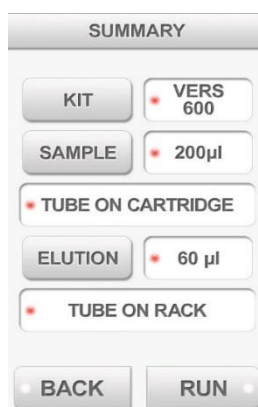 SUMMARY
KIT
VERS
600
SAMPLE
200µl
TUBE ON CARTRIDGE
ELUTION
60 µl
TUBE ON RACK
BACK
RUN